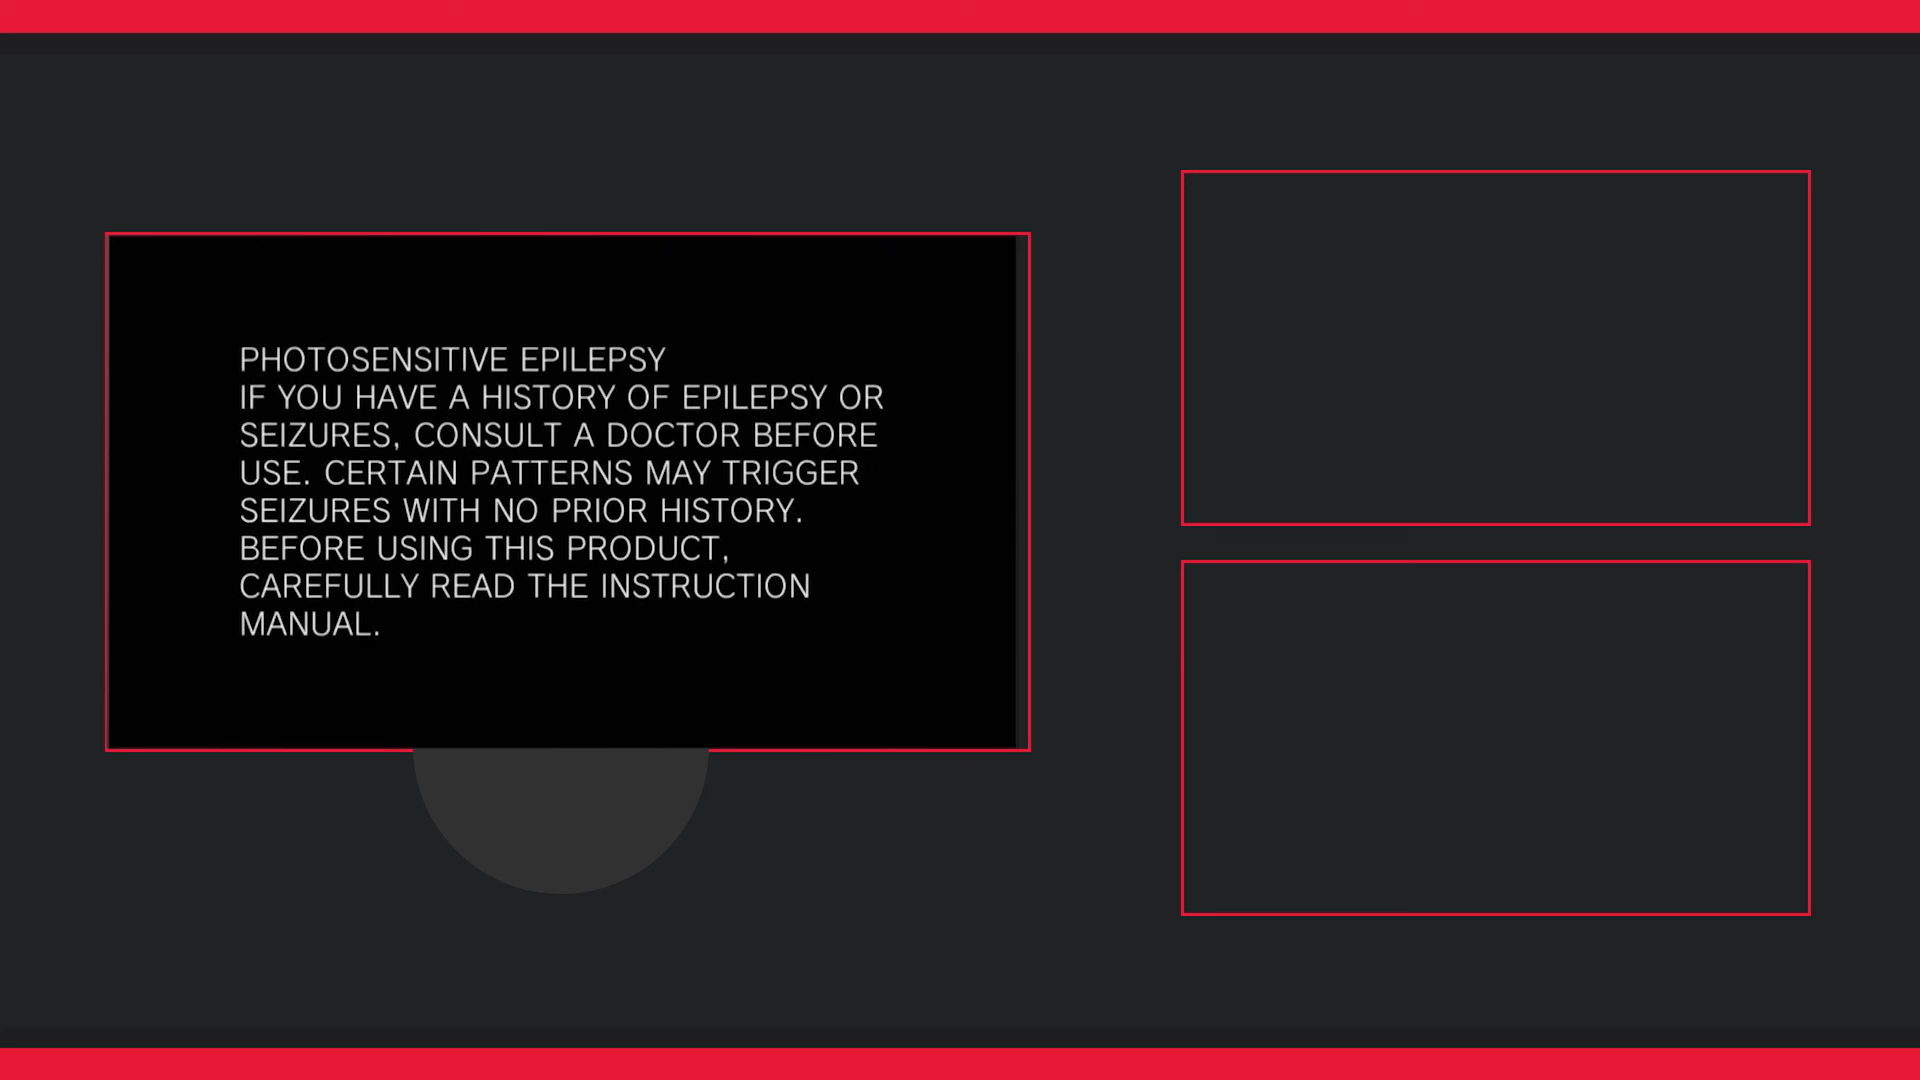 PHOTOSENSITIVE EPILEPSY
IF YOU HAVE A HISTORY OF EPILEPSY OR
SEIZURES, CONSULT A DOCTOR BEFORE
USE. CERTAIN PATTERNS MAY TRIGGER
SEIZURES WITH NO PRIOR HISTORY.
BEFORE USING THIS PRODUCT,
CAREFULLY READ THE INSTRUCTION
MANUAL.